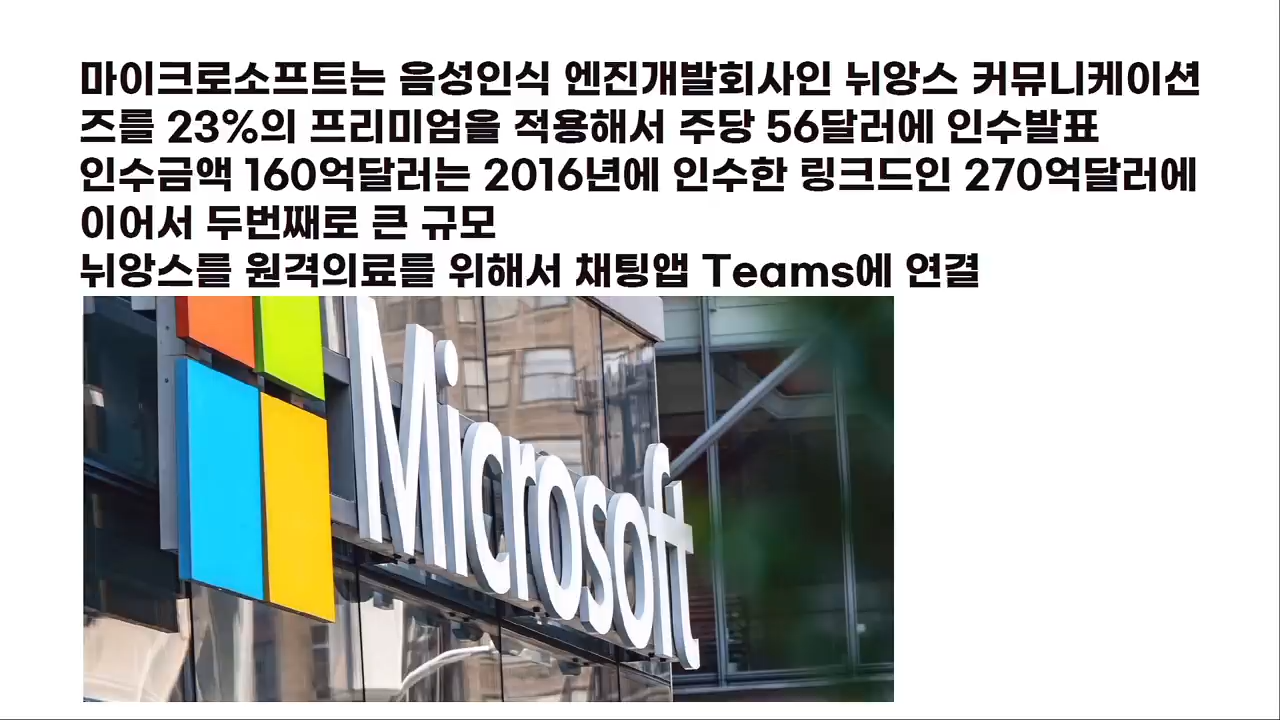 마이크로소프트는 음성인식 엔진개발회사인 뉘앙스 커뮤니케이션
즈를 23%의 프리미엄을 적용해서 주당 56달러에 인수발표
인수금액 160억달러는 2016년에 인수한 링크드인 270억달러에
이어서 두번째로 큰 규모
뉘앙스를 원격의료를 위해서 채팅앱 Teams에 연결
Microsoft